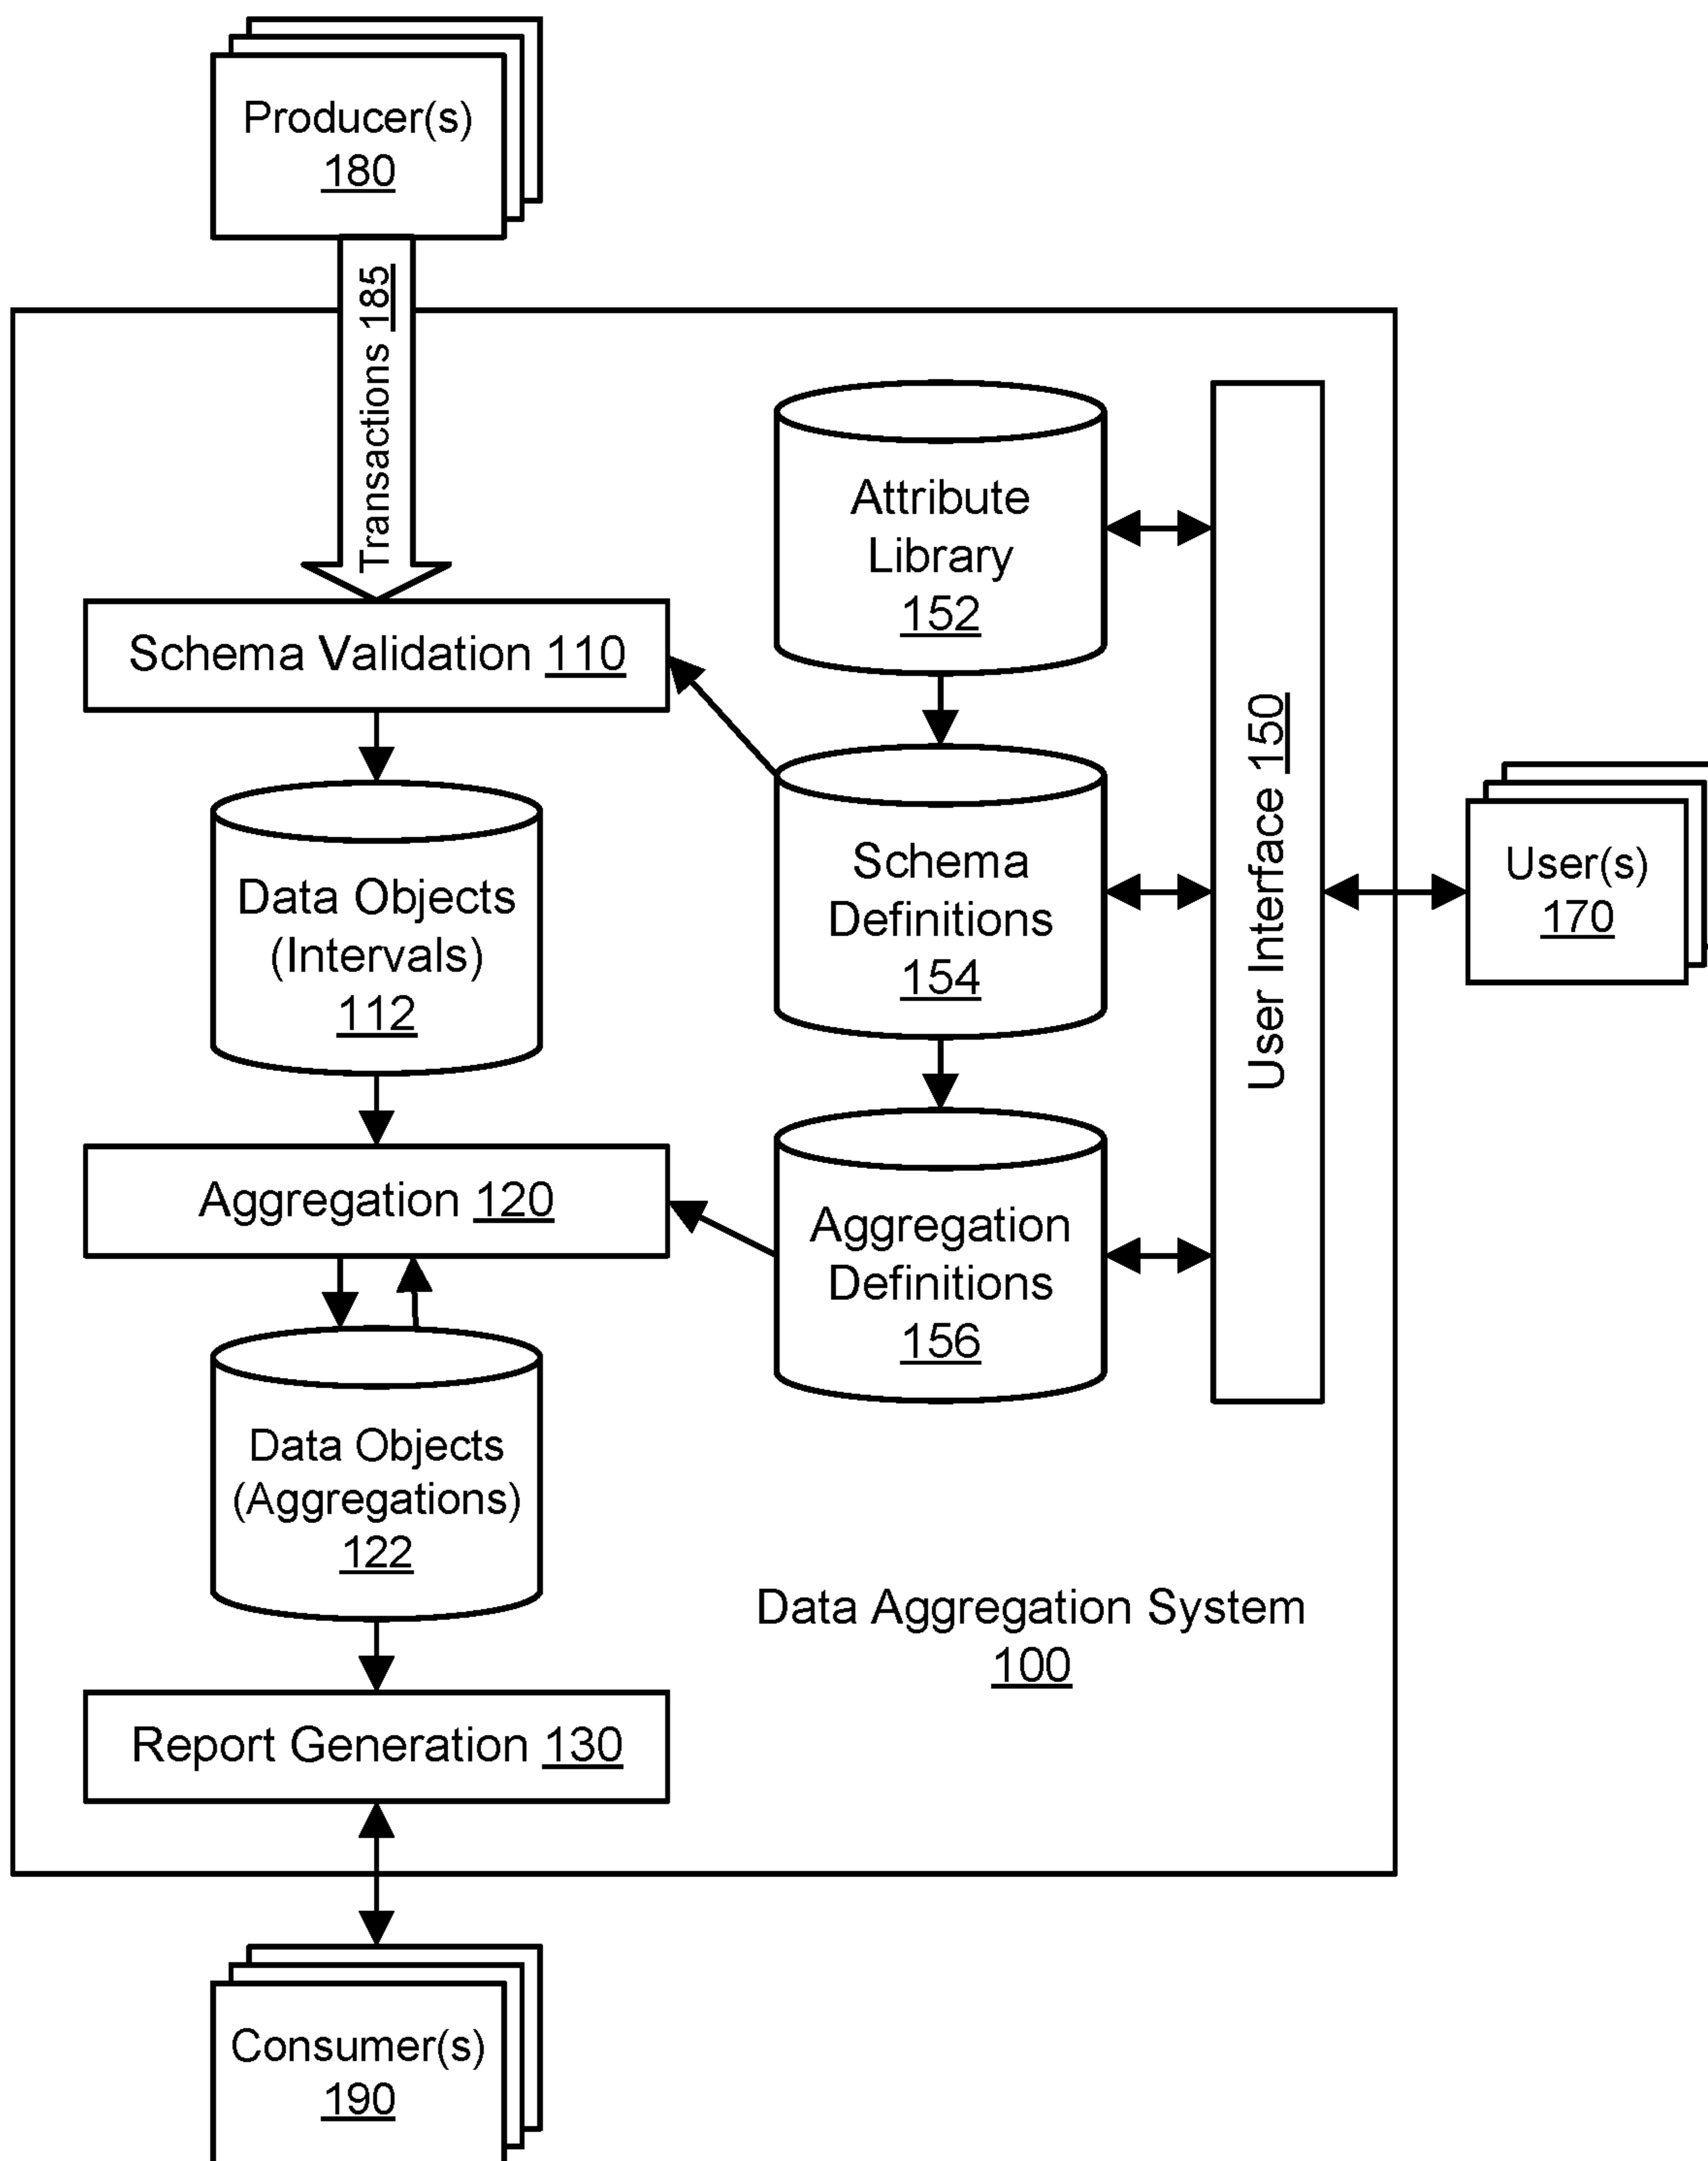 Producer(s)
180
Transactions 185
Attribute
Library
152
Schema Validation 110
User Interface 150
Schema
Definitions
154
User(s)
170
Data Objects
(Intervals)
112
Aggregation 120
Aggregation
Definitions
156
Data Objects
(Aggregations)
122
Data Aggregation System
100
Report Generation 130
Consumer(s)
190